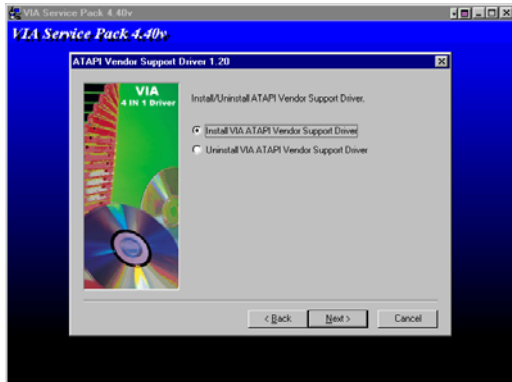 VIA Service Pack 4.40v
VIA Service Pack 4.40v
ATAPI Vendor Support Driver 1.20
VIA
4 IN 1 Driver
Install/Uninstall ATAPI Vendor Support Driver.
Install VIA ATAPI Vendor Support Driver
Uninstall VIA ATAPI Vendor Support Driver
< Back
Next >
Cancel